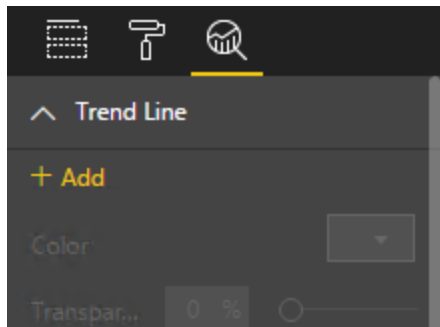 Trend Line
+ Add
Color
Transpar... 0 %